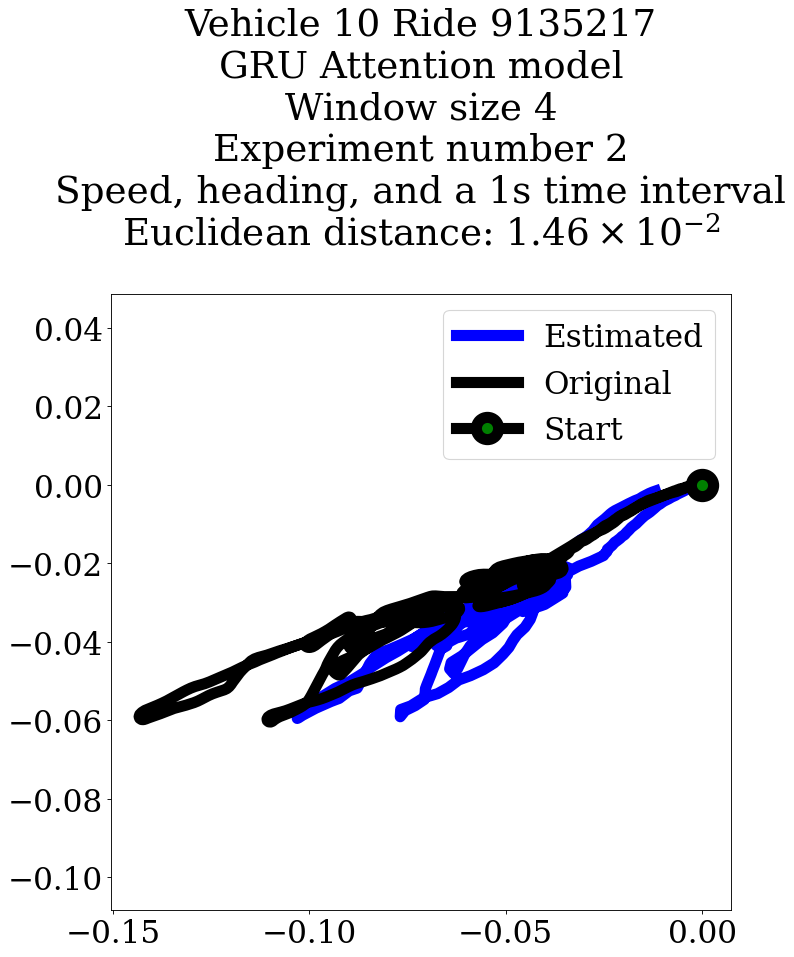 Vehicle 10 Ride 9135217
GRU Attention model
Window size 4
Experiment number 2
Speed, heading, and a 1s time interval
Euclidean distance: 1.46 × 10⁻²
Estimated
Original
Start
0.04
0.02
0.00
−0.02
−0.04
−0.06
−0.08
−0.10
−0.15 −0.10 −0.05 0.00